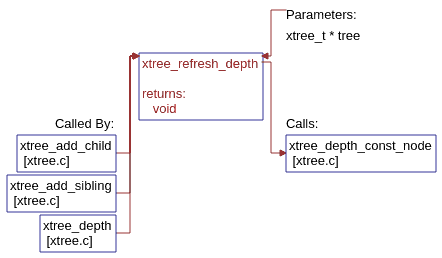 Parameters:
xtree_t * tree
xtree_refresh_depth
returns:
void
Called By:
xtree_add_child
[xtree.c]
xtree_add_sibling
[xtree.c]
xtree_depth
[xtree.c]
Calls:
xtree_depth_const_node
[xtree.c]